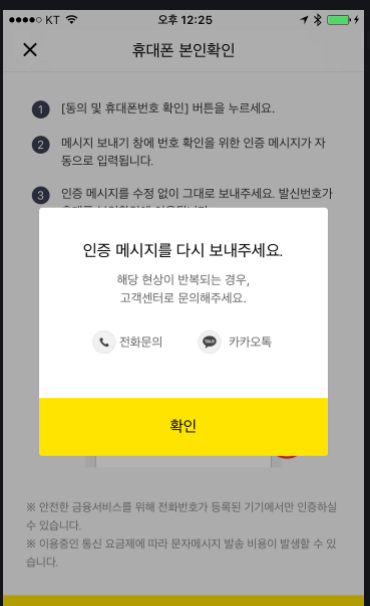 KT 오후 12:25
휴대폰 본인확인
1 [동의 및 휴대폰번호 확인] 버튼을 누르세요.
2 메시지 보내기 창에 번호 확인을 위한 인증 메시지가 자
동으로 입력됩니다.
3 인증 메시지를 수정 없이 그대로 보내주세요. 발신번호가
인증 메시지를 다시 보내주세요.
해당 현상이 반복되는 경우,
고객센터로 문의해주세요.
전화문의 TALK 카카오톡
확인
※ 안전한 금융서비스를 위해 전화번호가 등록된 기기에서만 인증하실
수 있습니다.
※ 이용중인 통신 요금제에 따라 문자메시지 발송 비용이 발생할 수 있
습니다.